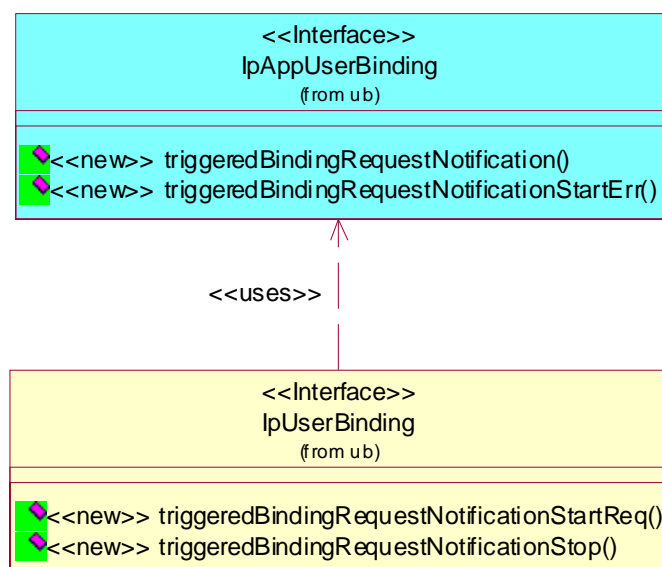 <<Interface>>
IpAppUserBinding
(from ub)
<<new>> triggeredBindingRequestNotification()
<<new>> triggeredBindingRequestNotificationStartErr()
<<uses>>
<<Interface>>
IpUserBinding
(from ub)
<<new>> triggeredBindingRequestNotificationStartReq()
<<new>> triggeredBindingRequestNotificationStop()